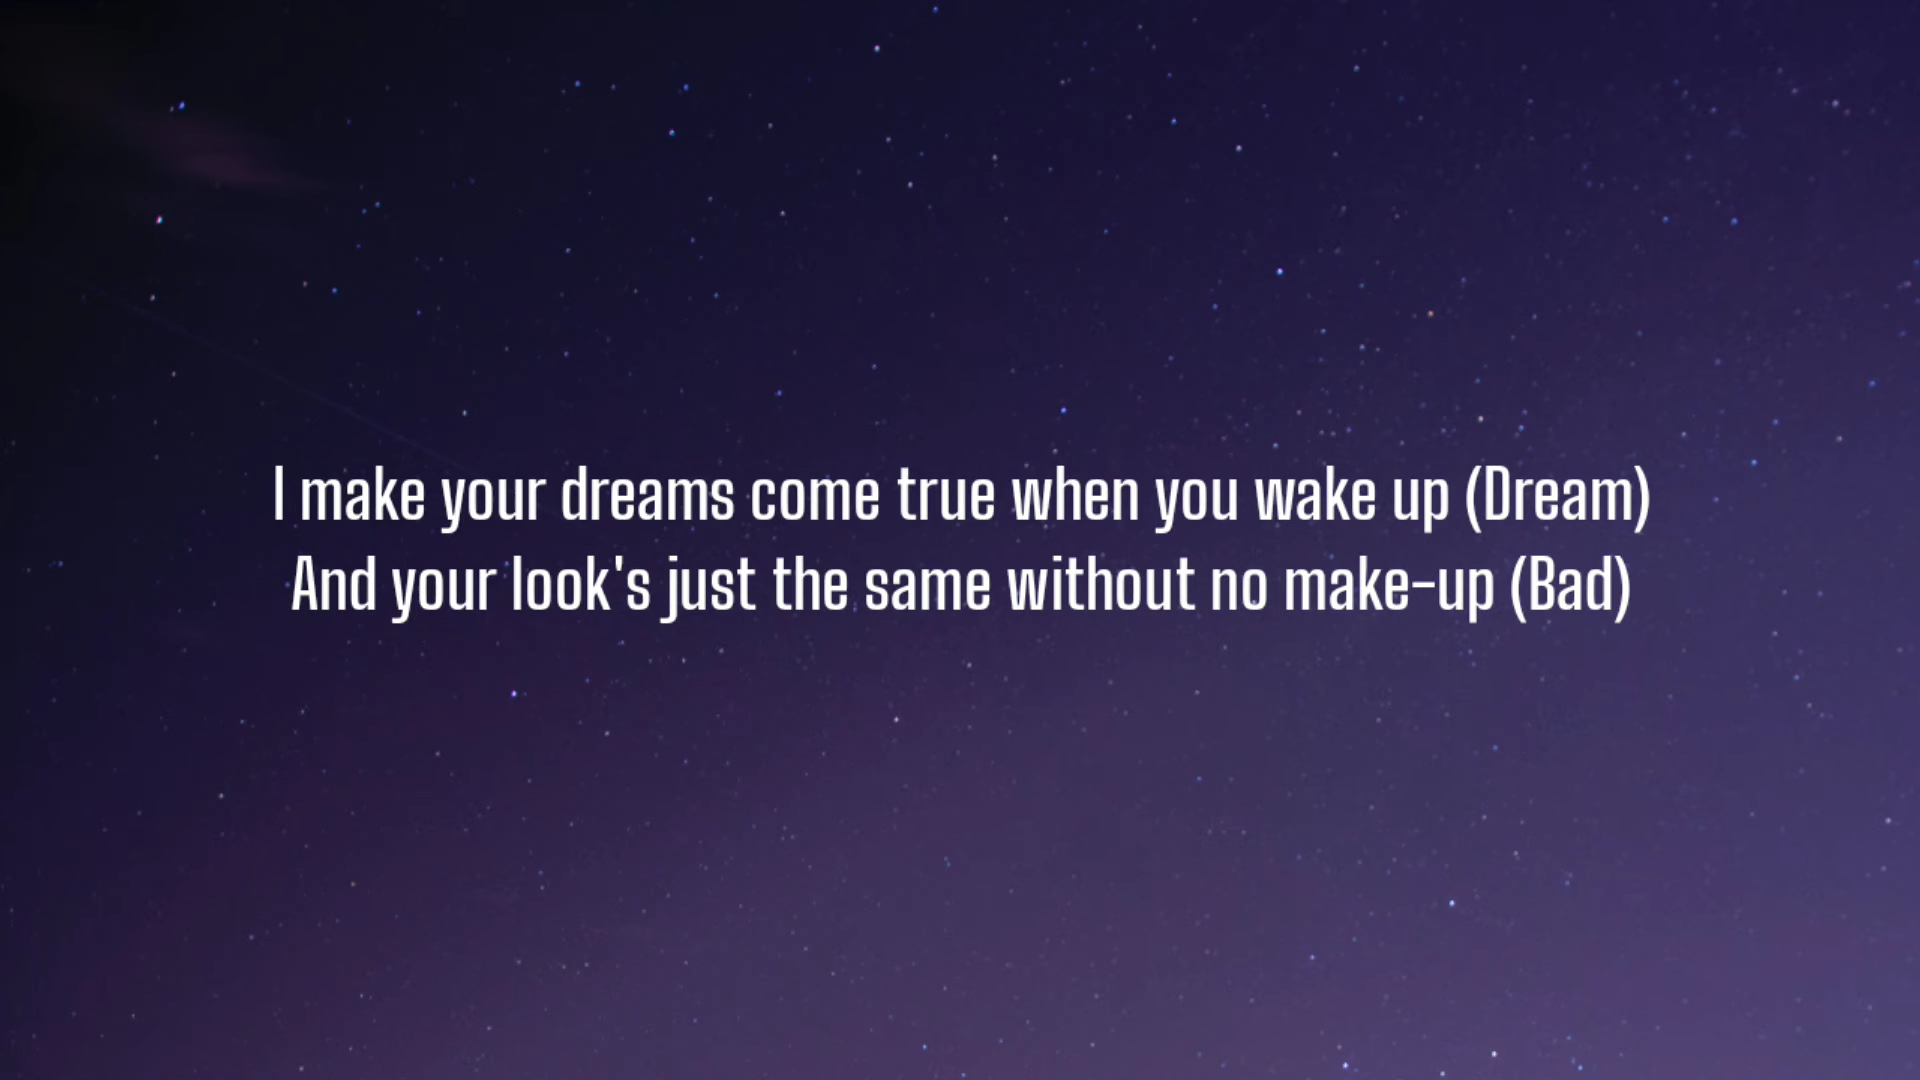 I make your dreams come true when you wake up (Dream)
And your look's just the same without no make-up (Bad)